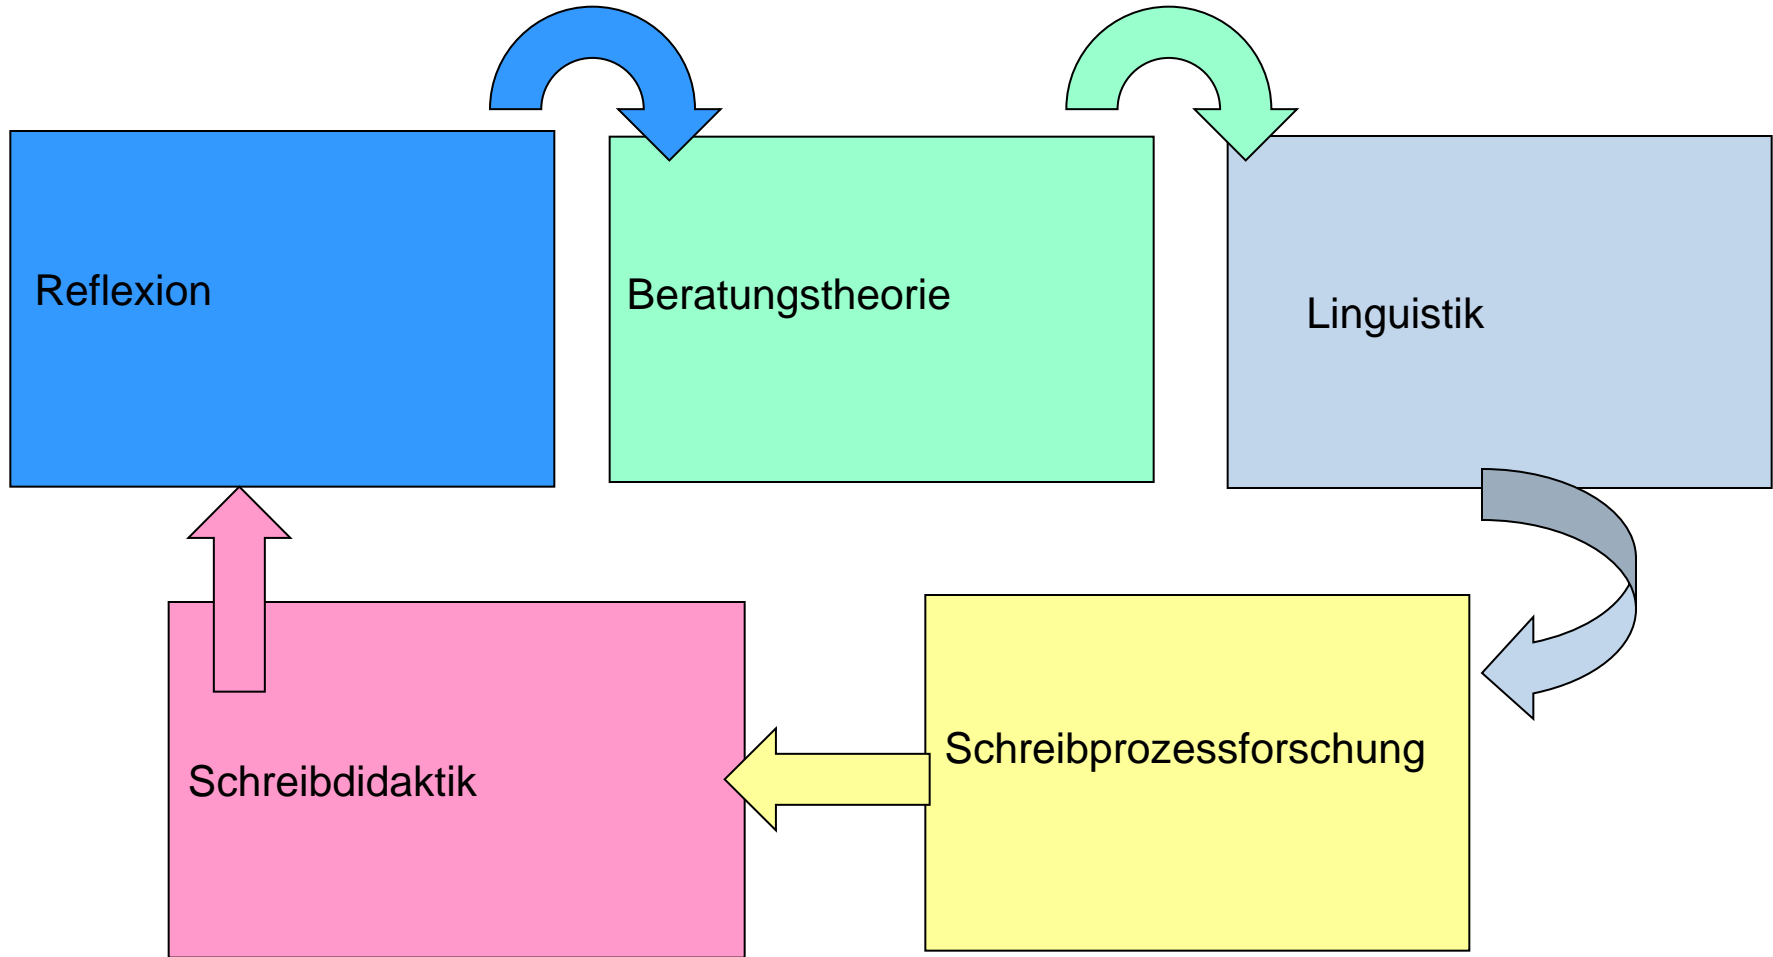 Reflexion
Beratungstheorie
Linguistik
Schreibprozessforschung
Schreibdidaktik